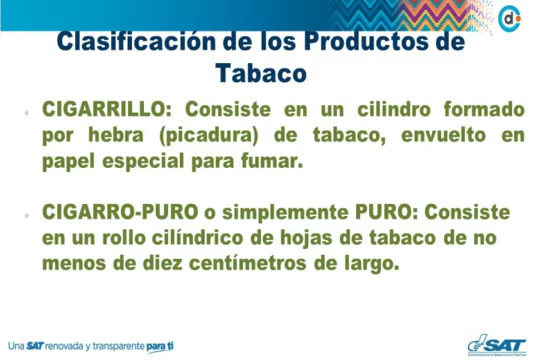 Clasificación de los Productos de
Tabaco
CIGARRILLO: Consiste en un cilindro formado
por hebra (picadura) de tabaco, envuelto en
papel especial para fumar.
CIGARRO-PURO o simplemente PURO: Consiste
en un rollo cilíndrico de hojas de tabaco de no
menos de diez centímetros de largo.
Una SAT renovada y transparente para ti
SAT
d